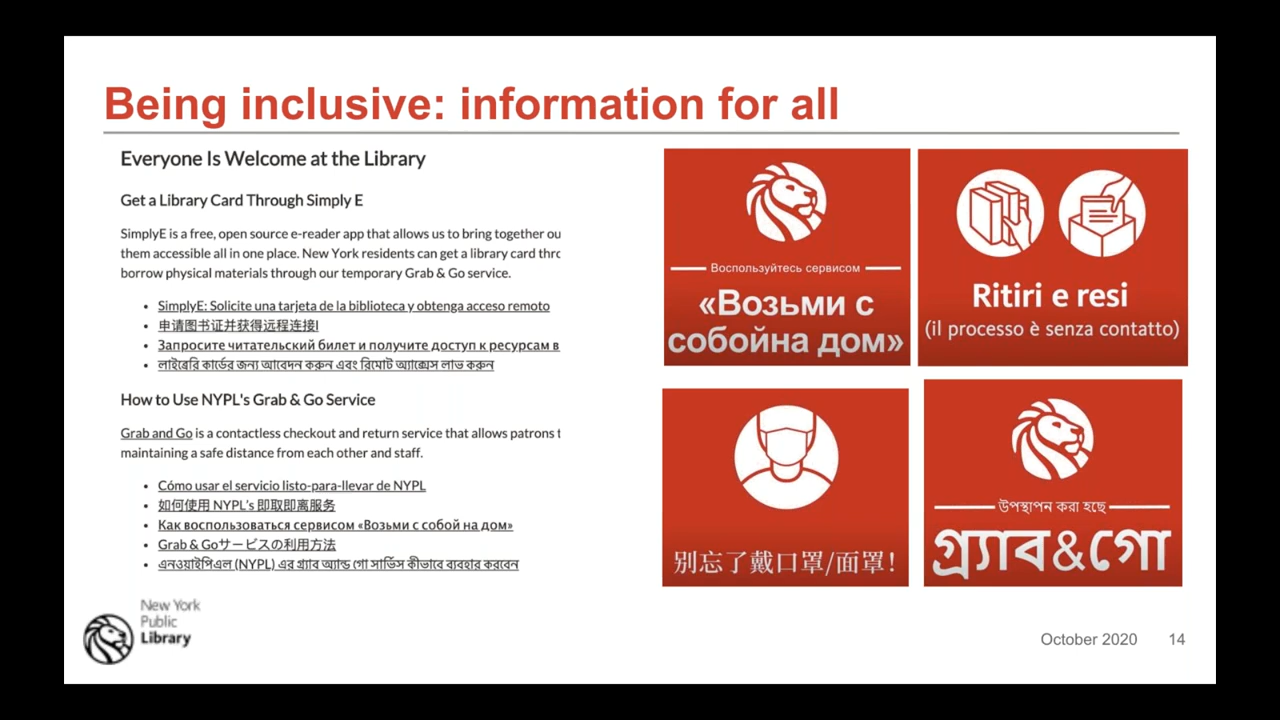 Being inclusive: information for all
Everyone Is Welcome at the Library
Get a Library Card Through Simply E
SimplyE is a free, open source e-reader app that allows us to bring together ou
them accessible all in one place. New York residents can get a library card thrc
borrow physical materials through our temporary Grab & Go service.
SimplyE: Solicite una tarjeta de la biblioteca y obtenga acceso remoto
申请图书证并获得远程连接!
Запросите читательский билет и получите доступ к ресурсам в
লাইব্রেরি কার্ডের জন্য আবেদন করুন এবং রিমোট অ্যাক্সেস লাভ করুন
How to Use NYPL's Grab & Go Service
Grab and Go is a contactless checkout and return service that allows patrons t
maintaining a safe distance from each other and staff.
Cómo usar el servicio listo-para-llevar de NYPL
如何使用 NYPL's 即取即离服务
Как воспользоваться сервисом «Возьми с собой на дом»
Grab & Goサービスの利用方法
এনওয়াইপিএল (NYPL) এর গ্র্যাব অ্যান্ড গো সার্ভিস কীভাবে ব্যবহার করবেন
Воспользуйтесь сервисом
«Возьми с
собойна дом»
Ritiri e resi
(il processo è senza contatto)
别忘了戴口罩/面罩!
উপস্থাপন করা হচ্ছে
গ্র্যাব&গো
New York
Public
Library
October 2020 14